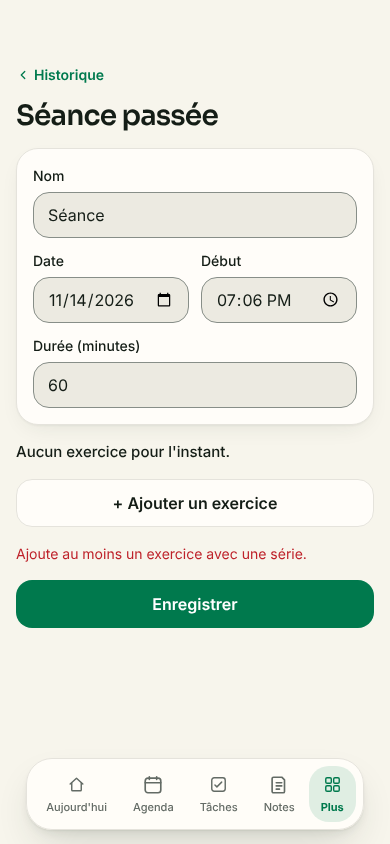 Historique
Séance passée
Nom
Séance
Date
Début
11/14/2026
07:06 PM
Durée (minutes)
60
Aucun exercice pour l'instant.
+ Ajouter un exercice
Ajoute au moins un exercice avec une série.
Enregistrer
Aujourd'hui
Agenda
Tâches
Notes
Plus